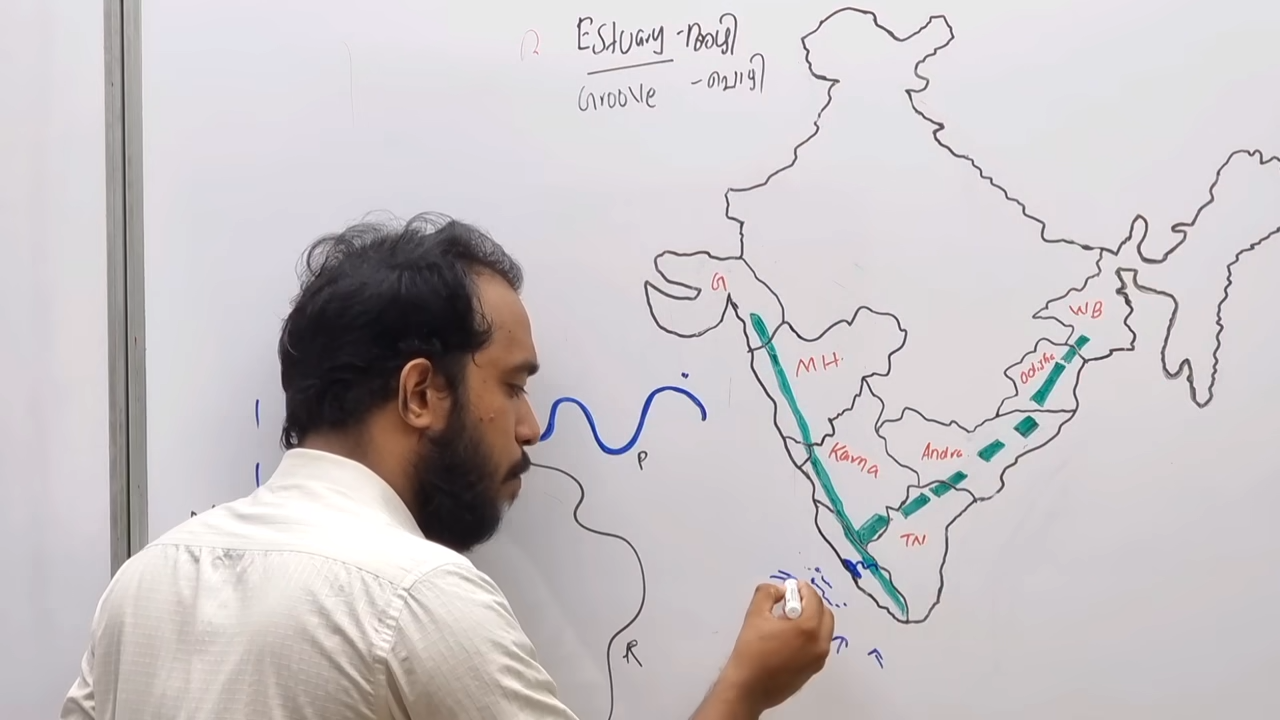 Estuary - അഴി
Groove - പൊഴി
G
WB
MH.
Odisha
Karna
Andra
P
TN
R